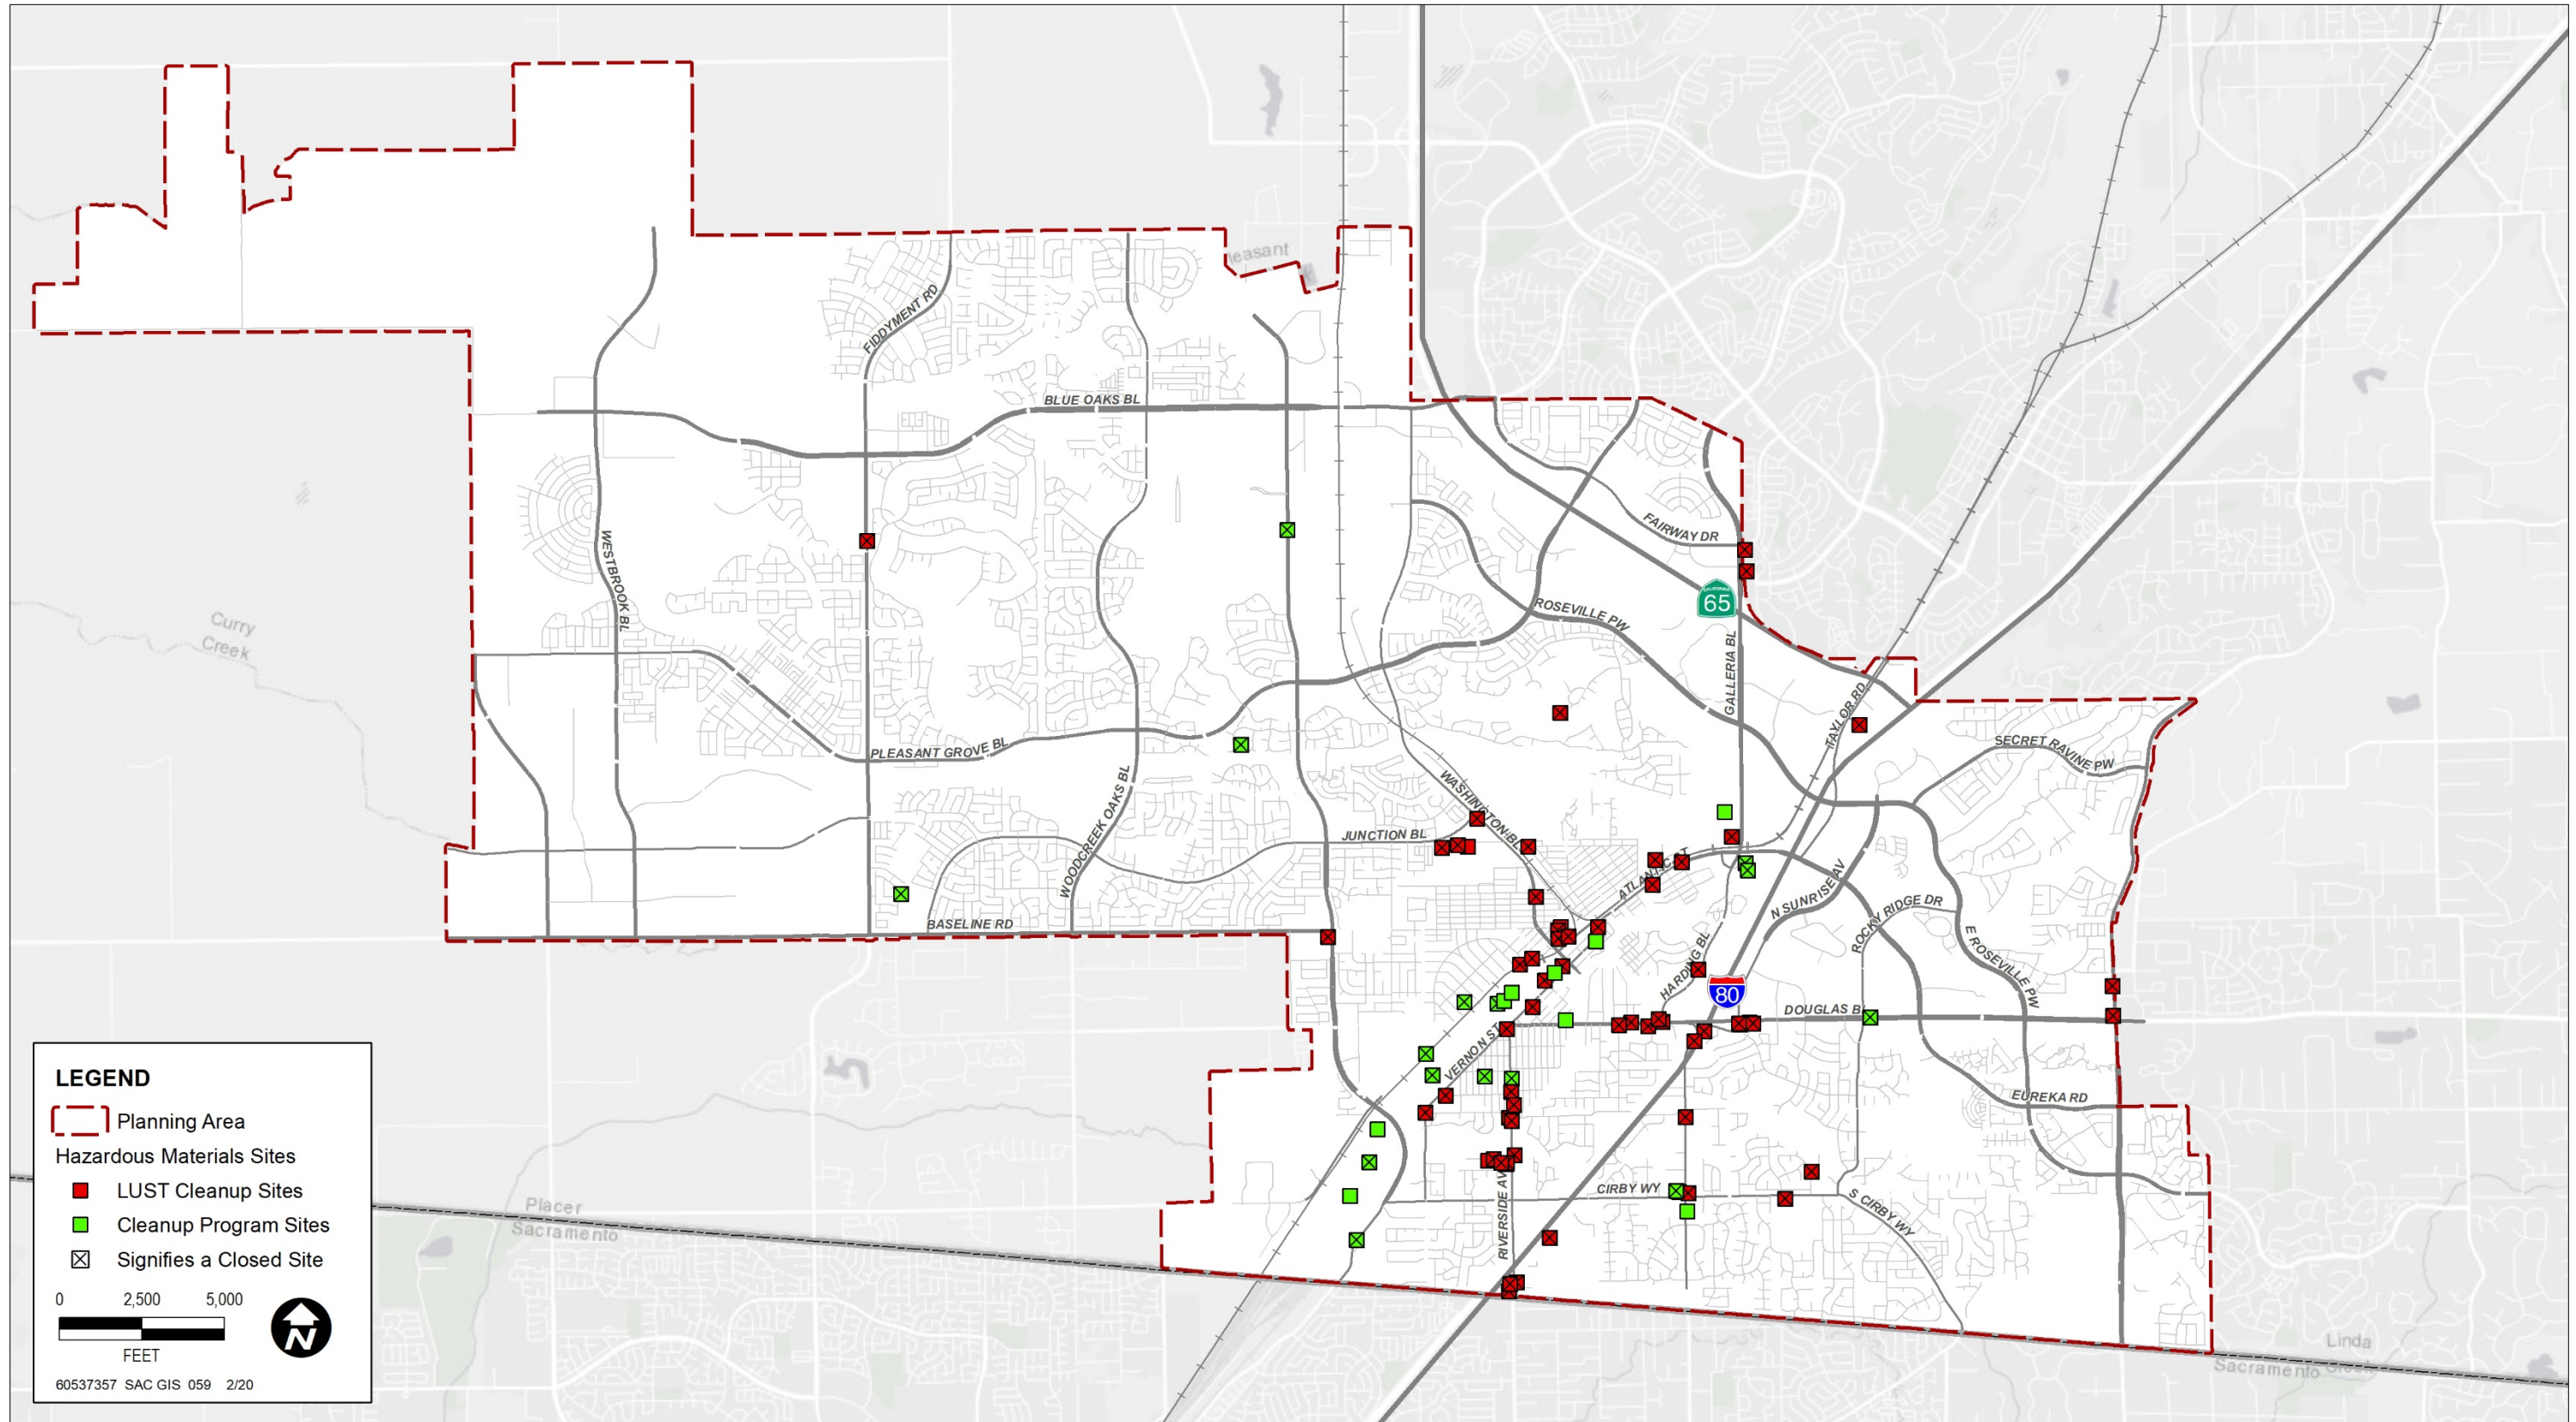 leasant
FIDDYMENT RD
BLUE OAKS BL
WESTBROOK BL
FAIRWAY DR
CALIFORNIA
65
ROSEVILLE PW
Curry
Creek
GALLERIA BL
TAYLOR RD
SECRET RAVINE PW
PLEASANT GROVE BL
WASHINGTON BL
WOODCREEK OAKS BL
JUNCTION BL
ATLANTIC ST
N SUNRISE AV
ROCKY RIDGE DR
BASELINE RD
E ROSEVILLE PW
HARDING BL
80
DOUGLAS BL
VERNON ST
EUREKA RD
CIRBY WY
S CIRBY WY
RIVERSIDE AV
Placer
Sacramento
Linda
Creek
Sacramento
LEGEND
Planning Area
Hazardous Materials Sites
LUST Cleanup Sites
Cleanup Program Sites
Signifies a Closed Site
0 2,500 5,000
FEET
N
60537357 SAC GIS 059 2/20